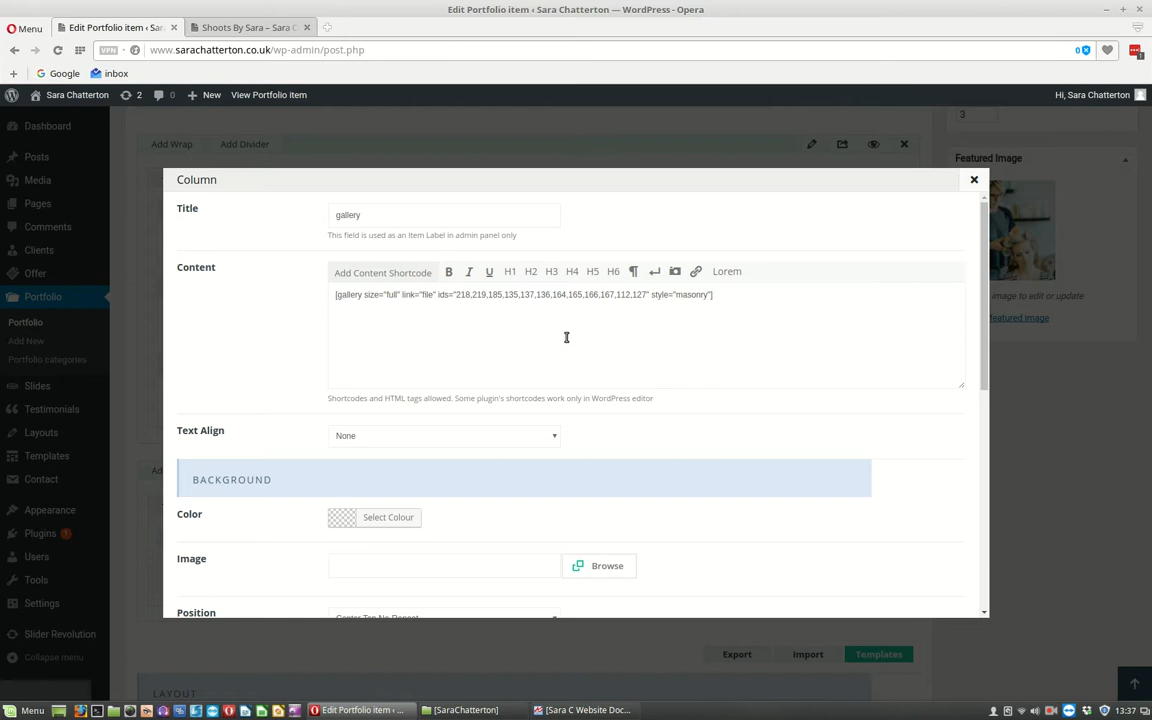 Edit Portfolio item ‹ Sara Chatterton — WordPress - Opera
Menu
Edit Portfolio item ‹ Sar
Shoots By Sara – Sara C
VPN
www.sarachatterton.co.uk/wp-admin/post.php
0
Google
inbox
Sara Chatterton
2
0
New
View Portfolio item
Hi, Sara Chatterton
Dashboard
Posts
Media
Pages
Comments
Clients
Offer
Portfolio
Portfolio
Add New
Portfolio categories
Slides
Testimonials
Layouts
Templates
Contact
Appearance
Plugins 1
Users
Tools
Settings
Slider Revolution
Collapse menu
Add Wrap
Add Divider
3
Featured Image
image to edit or update
featured image
Column
Title
gallery
This field is used as an Item Label in admin panel only
Content
Add Content Shortcode
B
I
U
H1
H2
H3
H4
H5
H6
Lorem
[gallery size="full" link="file" ids="218,219,185,135,137,136,164,165,166,167,112,127" style="masonry"]
Shortcodes and HTML tags allowed. Some plugin's shortcodes work only in WordPress editor
Text Align
None
BACKGROUND
Color
Select Colour
Image
Browse
Position
Center Top No Repeat
Export
Import
Templates
LAYOUT
Menu
Edit Portfolio item ‹ ...
[SaraChatterton]
[Sara C Website Doc...
13:37